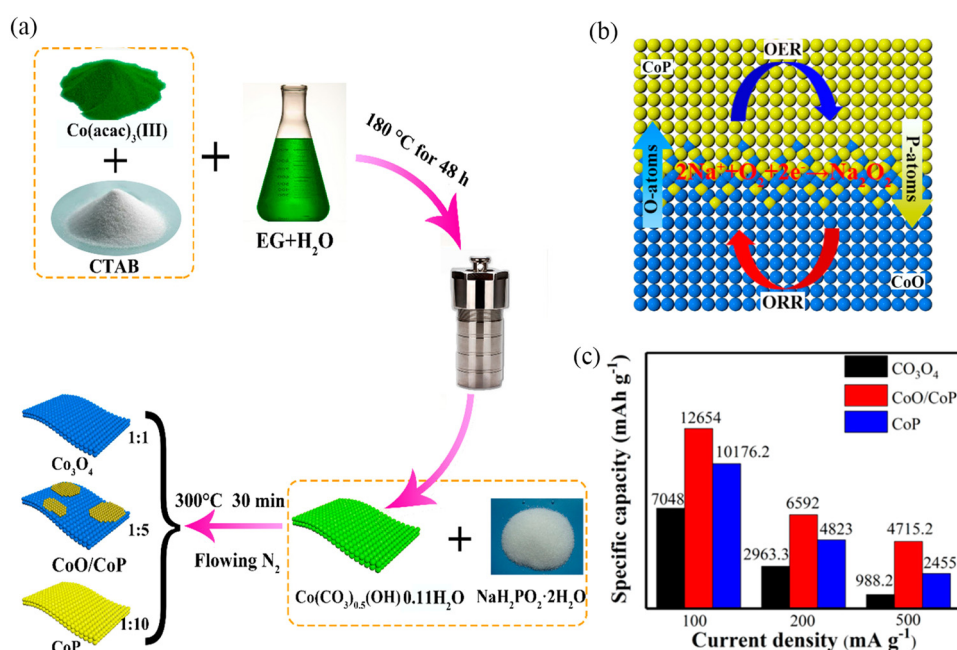 (a)
Co(acac)₃(III)
+
CTAB
+
EG+H₂O
180 °C for 48 h
Co(CO₃)₀.₅(OH) 0.11H₂O
+
NaH₂PO₂·2H₂O
300°C 30 min
Flowing N₂
1:1
Co₃O₄
1:5
CoO/CoP
1:10
CoP
(b)
OER
CoP
O-atoms
2Na⁺+O₂+2e⁻→Na₂O₂
P-atoms
CoO
ORR
(c)
Specific capacity (mAh g⁻¹)
CO₃O₄
CoO/CoP
CoP
7048
12654
10176.2
2963.3
6592
4823
988.2
4715.2
2455
100
200
500
Current density (mA g⁻¹)